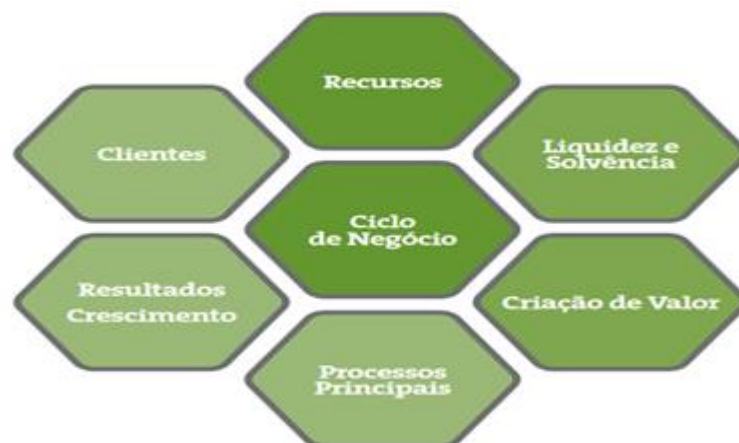 Recursos
Clientes
Liquidez e
Solvência
Ciclo
de Negócio
Resultados
Crescimento
Criação de Valor
Processos
Principais